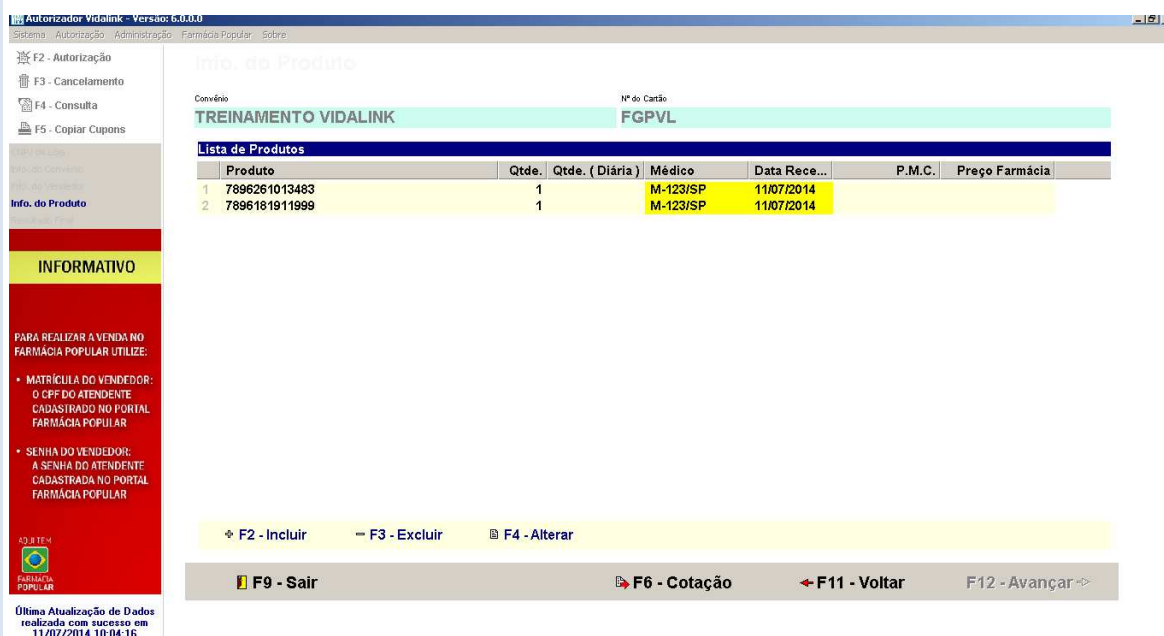 Autorizador Vidalink - Versão: 6.0.0.0
Sistema Autorização Administração Farmácia Popular Sobre
F2 - Autorização
F3 - Cancelamento
F4 - Consulta
F5 - Copiar Cupons
Info. do Produto
Info. do Produto
Convênio Nº do Cartão
TREINAMENTO VIDALINK FGPVL
Lista de Produtos
Produto Qtde. Qtde. ( Diária ) Médico Data Rece... P.M.C. Preço Farmácia
1 7896261013483 1 M-123/SP 11/07/2014
2 7896181911999 1 M-123/SP 11/07/2014
INFORMATIVO
PARA REALIZAR A VENDA NO
FARMÁCIA POPULAR UTILIZE:
• MATRÍCULA DO VENDEDOR:
O CPF DO ATENDENTE
CADASTRADO NO PORTAL
FARMÁCIA POPULAR
• SENHA DO VENDEDOR:
A SENHA DO ATENDENTE
CADASTRADA NO PORTAL
FARMÁCIA POPULAR
AQUI TEM
FARMÁCIA
POPULAR
F2 - Incluir F3 - Excluir F4 - Alterar
F9 - Sair F6 - Cotação F11 - Voltar F12 - Avançar
Última Atualização de Dados
realizada com sucesso em
11/07/2014 10:04:16